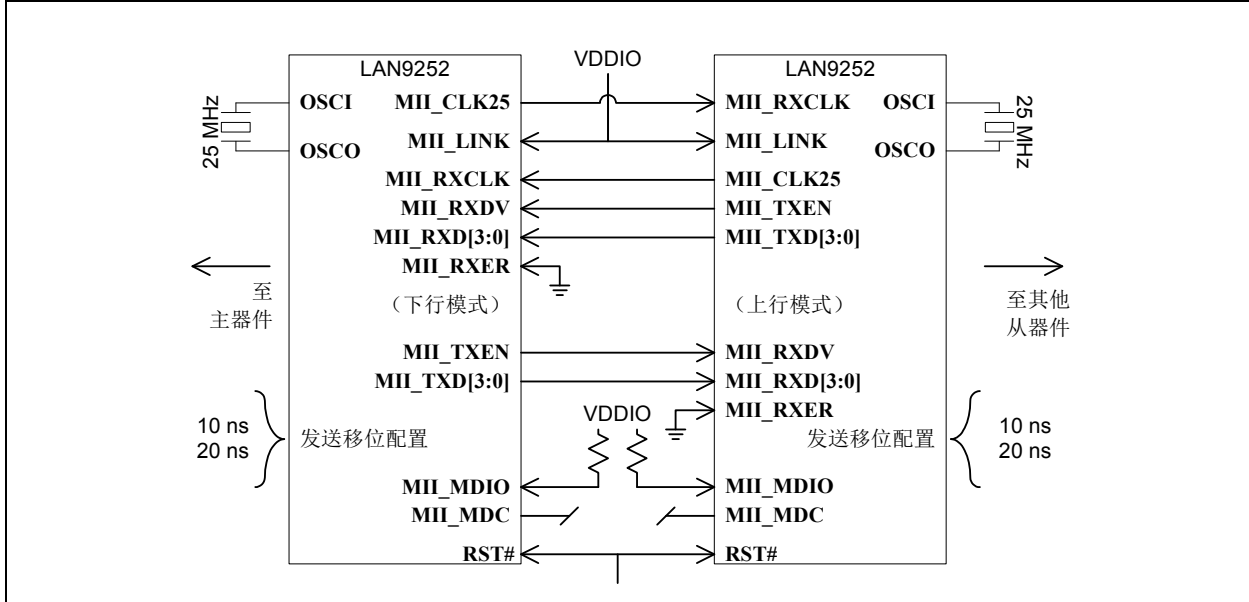 LAN9252
VDDIO
LAN9252
25 MHz
OSCI
MII_CLK25
MII_RXCLK
OSCI
25 MHz
OSCO
MII_LINK
MII_LINK
OSCO
MII_RXCLK
MII_CLK25
MII_RXDV
MII_TXEN
MII_RXD[3:0]
MII_TXD[3:0]
MII_RXER
至
主器件
（下行模式）
（上行模式）
至其他
从器件
MII_TXEN
MII_RXDV
MII_TXD[3:0]
MII_RXD[3:0]
VDDIO
MII_RXER
10 ns
20 ns
发送移位配置
发送移位配置
10 ns
20 ns
MII_MDIO
MII_MDIO
MII_MDC
MII_MDC
RST#
RST#